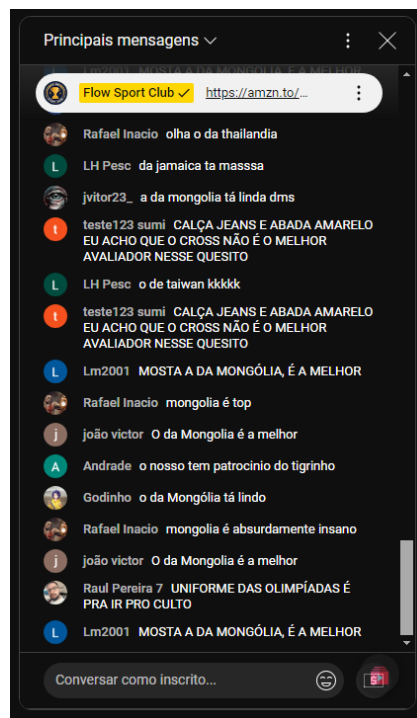 Principais mensagens
Lm2001 MOSTA A DA MONGOLIA, É A MELHOR
Flow Sport Club https://amzn.to/...
Rafael Inacio olha o da thailandia
L
LH Pesc da jamaica ta masssa
jvitor23_ a da mongolia tá linda dms
t
teste123 sumi CALÇA JEANS E ABADA AMARELO
EU ACHO QUE O CROSS NÃO É O MELHOR
AVALIADOR NESSE QUESITO
L
LH Pesc o de taiwan kkkkk
t
teste123 sumi CALÇA JEANS E ABADA AMARELO
EU ACHO QUE O CROSS NÃO É O MELHOR
AVALIADOR NESSE QUESITO
L
Lm2001 MOSTA A DA MONGÓLIA, É A MELHOR
Rafael Inacio mongolia é top
j
joão victor O da Mongolia é a melhor
A
Andrade o nosso tem patrocinio do tigrinho
Godinho o da Mongólia tá lindo
Rafael Inacio mongolia é absurdamente insano
j
joão victor O da Mongolia é a melhor
Raul Pereira 7 UNIFORME DAS OLIMPÍADAS É
PRA IR PRO CULTO
L
Lm2001 MOSTA A DA MONGÓLIA, É A MELHOR
Conversar como inscrito...
S